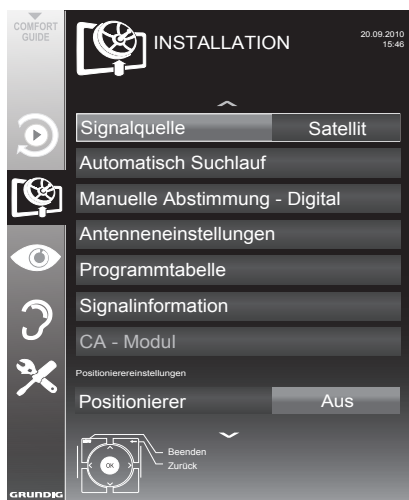 COMFORT
GUIDE
INSTALLATION
20.09.2010
15:46
Signalquelle Satellit
Automatisch Suchlauf
Manuelle Abstimmung - Digital
Antenneneinstellungen
Programmtabelle
Signalinformation
CA - Modul
Positionierereinstellungen
Positionierer Aus
OK
Beenden
Zurück
GRUNDIG